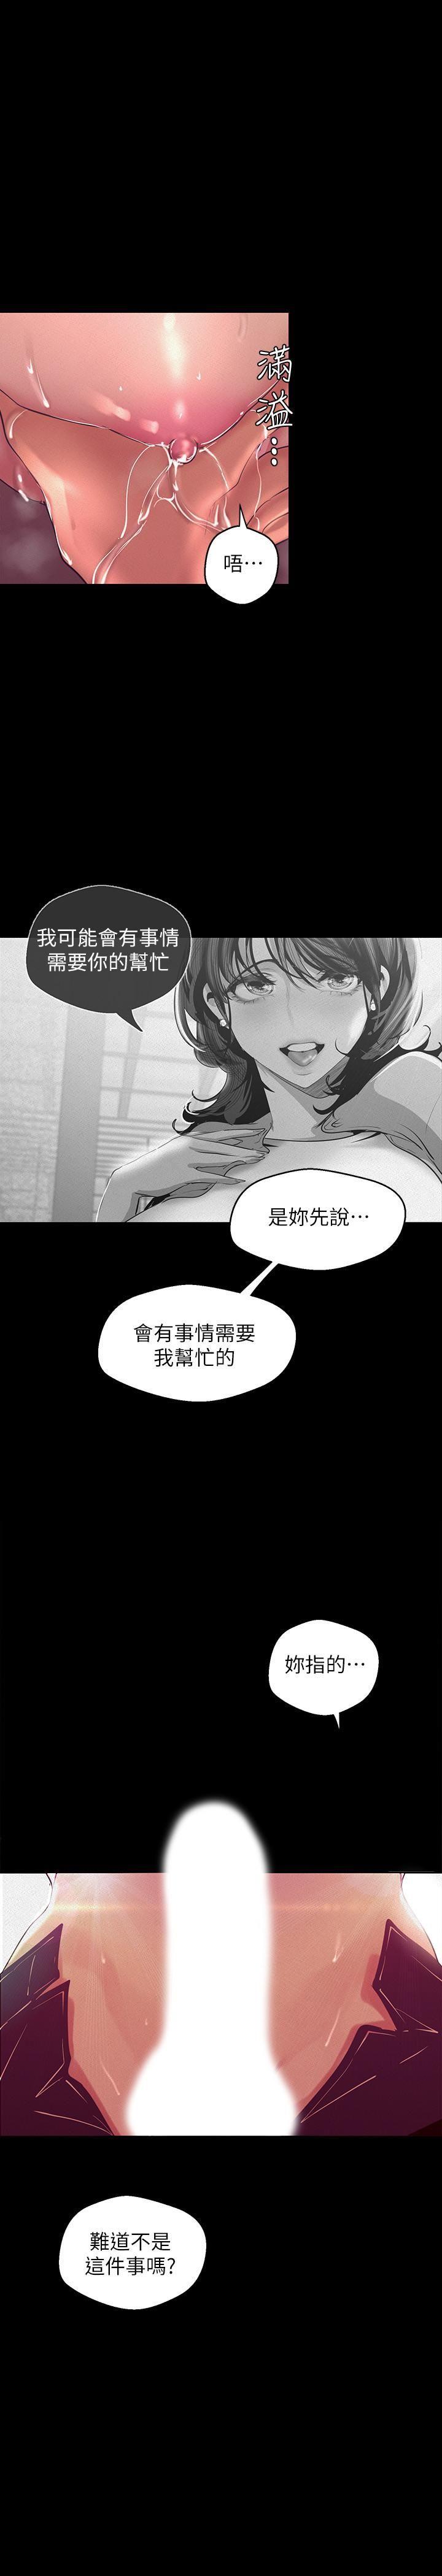 滿溢…
唔…
我可能會有事情
需要你的幫忙
是妳先說…
會有事情需要
我幫忙的
妳指的…
難道不是
這件事嗎?